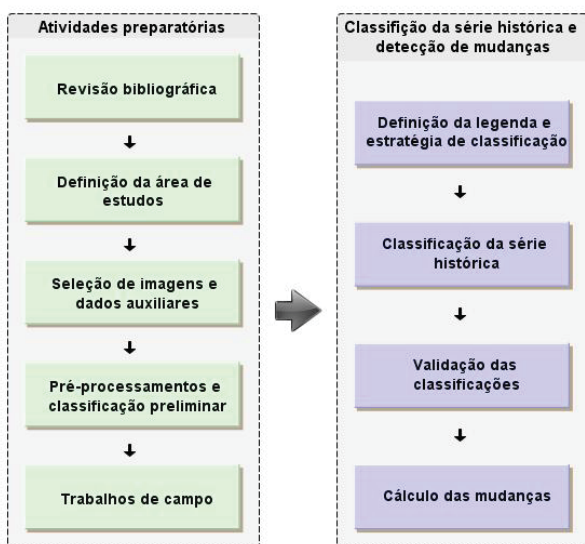 Atividades preparatórias
Revisão bibliográfica
Definição da área de
estudos
Seleção de imagens e
dados auxiliares
Pré-processamentos e
classificação preliminar
Trabalhos de campo
Classifição da série histórica e
detecção de mudanças
Definição da legenda e
estratégia de classificação
Classificação da série
histórica
Validação das
classificações
Cálculo das mudanças